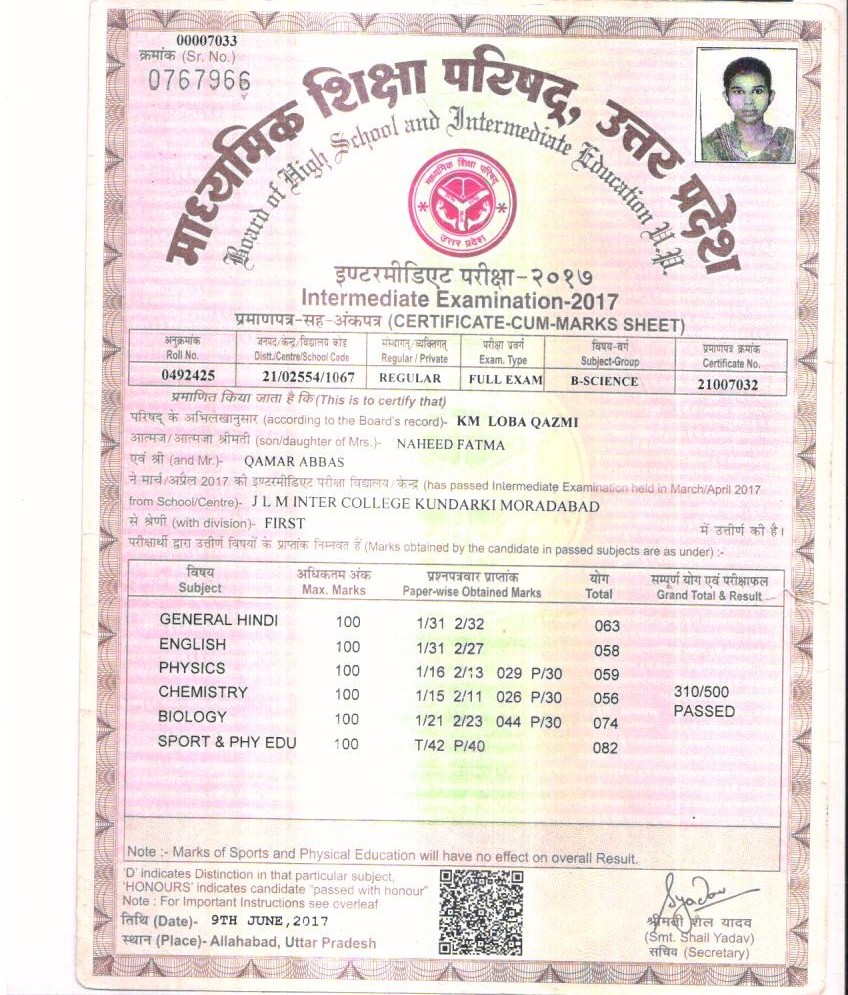 00007033
क्रमांक (Sr. No.)
0767966
माध्यमिक शिक्षा परिषद्, उत्तर प्रदेश
Board of High School and Intermediate Education U.P.
माध्यमिक शिक्षा परिषद्
उत्तर प्रदेश
इण्टरमीडिएट परीक्षा-२०१७
Intermediate Examination-2017
प्रमाणपत्र-सह-अंकपत्र (CERTIFICATE-CUM-MARKS SHEET)
अनुक्रमांक जनपद/केन्द्र/विद्यालय कोड संस्थागत्/व्यक्तिगत् परीक्षा प्रवर्ग विषय-वर्ग प्रमाणपत्र क्रमांक
Roll No. Distt./Centre/School Code Regular / Private Exam. Type Subject-Group Certificate No.
0492425 21/02554/1067 REGULAR FULL EXAM B-SCIENCE 21007032
प्रमाणित किया जाता है कि (This is to certify that)
परिषद् के अभिलेखानुसार (according to the Board's record)- KM LOBA QAZMI
आत्मज/आत्मजा श्रीमती (son/daughter of Mrs.)- NAHEED FATMA
एवं श्री (and Mr.)- QAMAR ABBAS
ने मार्च/अप्रैल 2017 की इण्टरमीडिएट परीक्षा विद्यालय/केन्द्र (has passed Intermediate Examination held in March/April 2017
from School/Centre)- J L M INTER COLLEGE KUNDARKI MORADABAD
से श्रेणी (with division)- FIRST में उत्तीर्ण की है।
परीक्षार्थी द्वारा उत्तीर्ण विषयों के प्राप्तांक निम्नवत हैं (Marks obtained by the candidate in passed subjects are as under) :-
विषय अधिकतम अंक प्रश्नपत्रवार प्राप्तांक योग सम्पूर्ण योग एवं परीक्षाफल
Subject Max. Marks Paper-wise Obtained Marks Total Grand Total & Result
GENERAL HINDI 100 1/31 2/32 063
ENGLISH 100 1/31 2/27 058
PHYSICS 100 1/16 2/13 029 P/30 059
CHEMISTRY 100 1/15 2/11 026 P/30 056 310/500
BIOLOGY 100 1/21 2/23 044 P/30 074 PASSED
SPORT & PHY EDU 100 T/42 P/40 082
Note :- Marks of Sports and Physical Education will have no effect on overall Result.
'D' indicates Distinction in that particular subject,
'HONOURS' indicates candidate "passed with honour"
Note : For Important Instructions see overleaf
तिथि (Date)- 9TH JUNE,2017
स्थान (Place)- Allahabad, Uttar Pradesh
Syadav
श्रीमती शैल यादव
(Smt. Shail Yadav)
सचिव (Secretary)